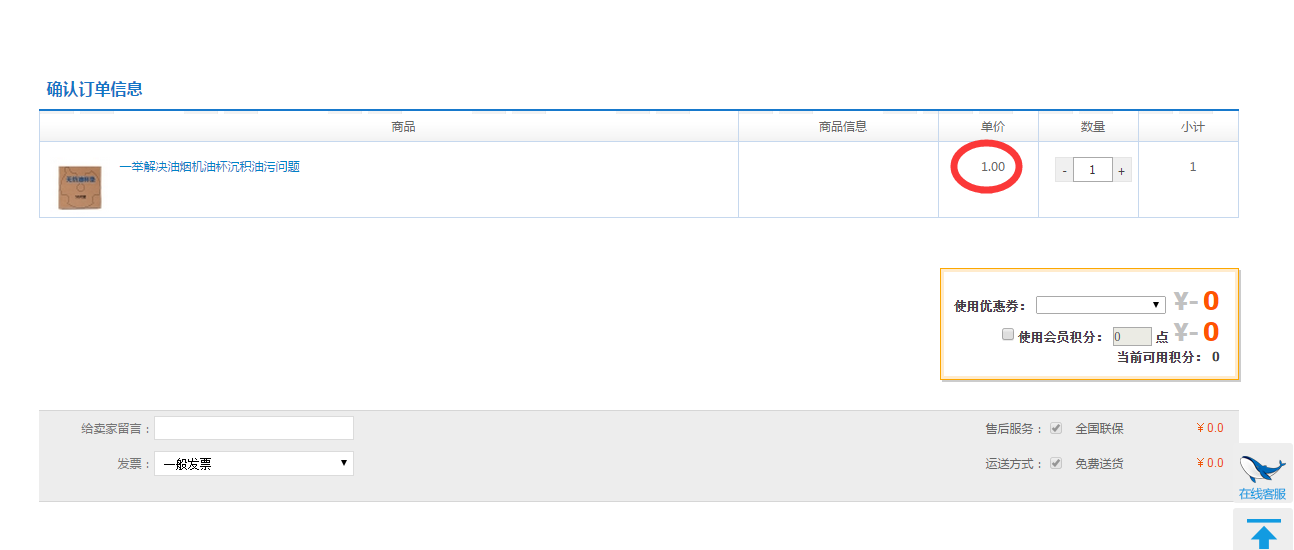 确认订单信息
商品 商品信息 单价 数量 小计
一举解决油烟机油杯沉积油污问题 1.00 - 1 + 1
使用优惠券： ¥- 0
使用会员积分： 0 点 ¥- 0
当前可用积分： 0
给卖家留言： 售后服务： 全国联保 ￥0.0
发票： 一般发票 运送方式： 免费送货 ￥0.0
在线客服